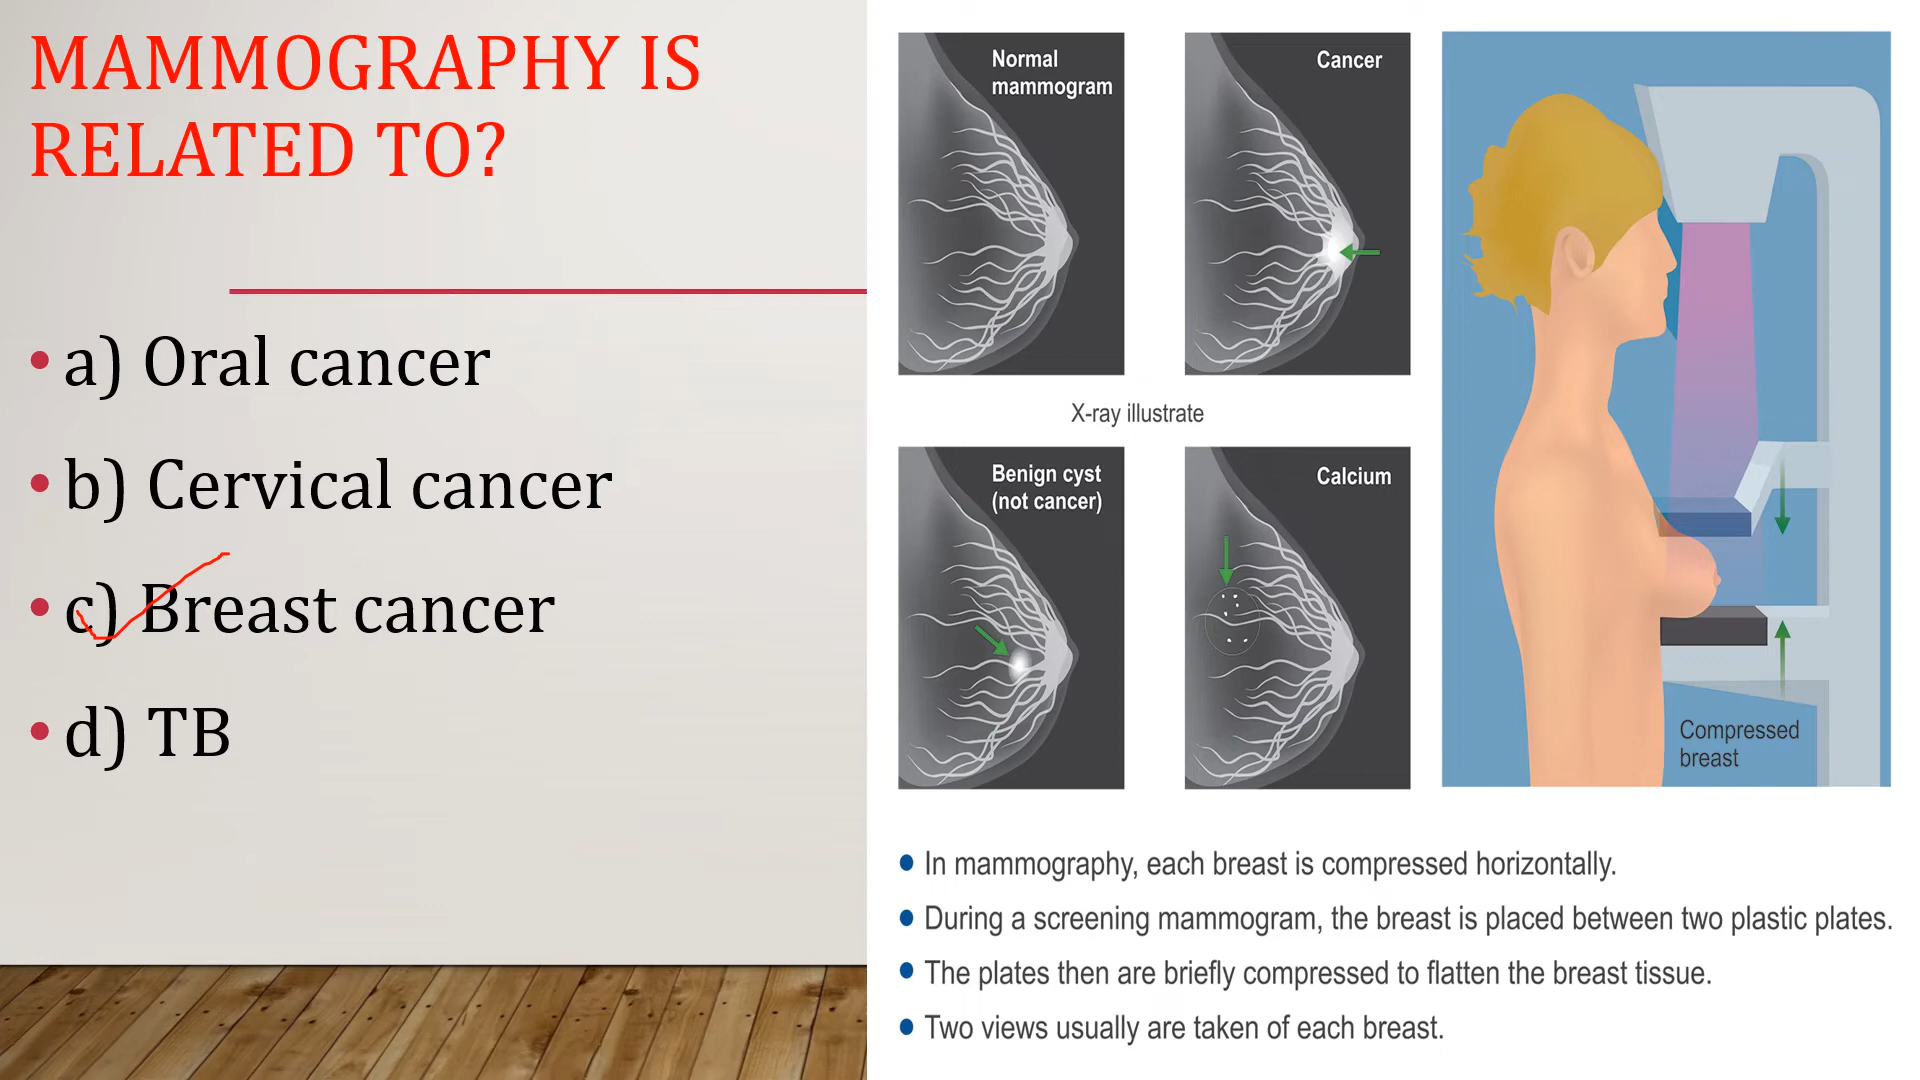 MAMMOGRAPHY IS
RELATED TO?
• a) Oral cancer
• b) Cervical cancer
• c) Breast cancer
• d) TB
Normal
mammogram
Cancer
X-ray illustrate
Benign cyst
(not cancer)
Calcium
Compressed
breast
• In mammography, each breast is compressed horizontally.
• During a screening mammogram, the breast is placed between two plastic plates.
• The plates then are briefly compressed to flatten the breast tissue.
• Two views usually are taken of each breast.